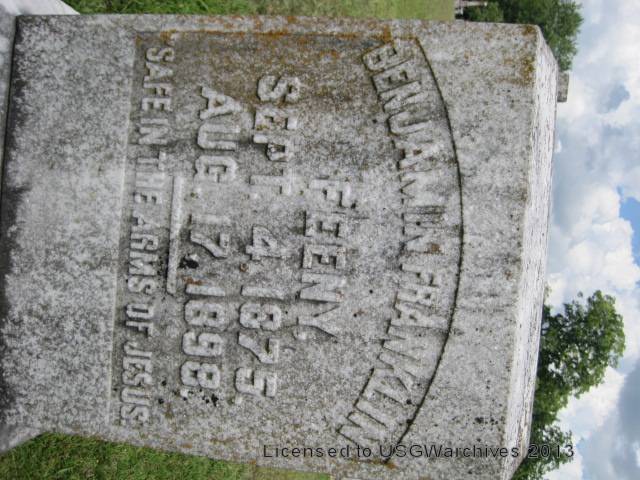 BENJAMIN FRANKLIN
FEENY,
SEPT. 4, 1875.
AUG. 17, 1898.
SAFE IN THE ARMS OF JESUS.
Licensed to USGWarchives 2013